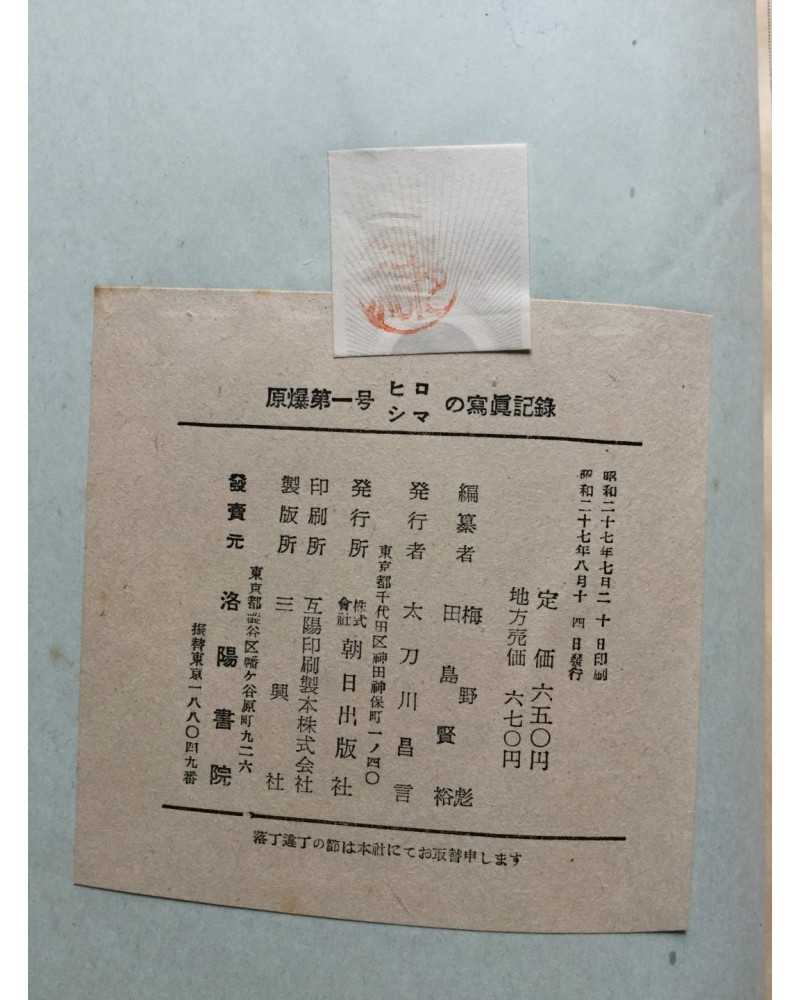 原爆第一号 ヒロシマ の寫眞記錄
昭和二十七年七日二十日印刷
昭和二十七年八月十四日發行
定価 六五〇円
地方売価 六七〇円
編纂者 梅野彪
田島賢裕
発行者 太刀川昌言
東京都千代田区神田神保町一ノ四〇
発行所 株式會社 朝日出版社
印刷所 互陽印刷製本株式会社
製版所 三興社
東京都澁谷区幡ケ谷原町九二六
發賣元 洛陽書院
振替東京一八八〇四九番
落丁違丁の節は本社にてお取替申します